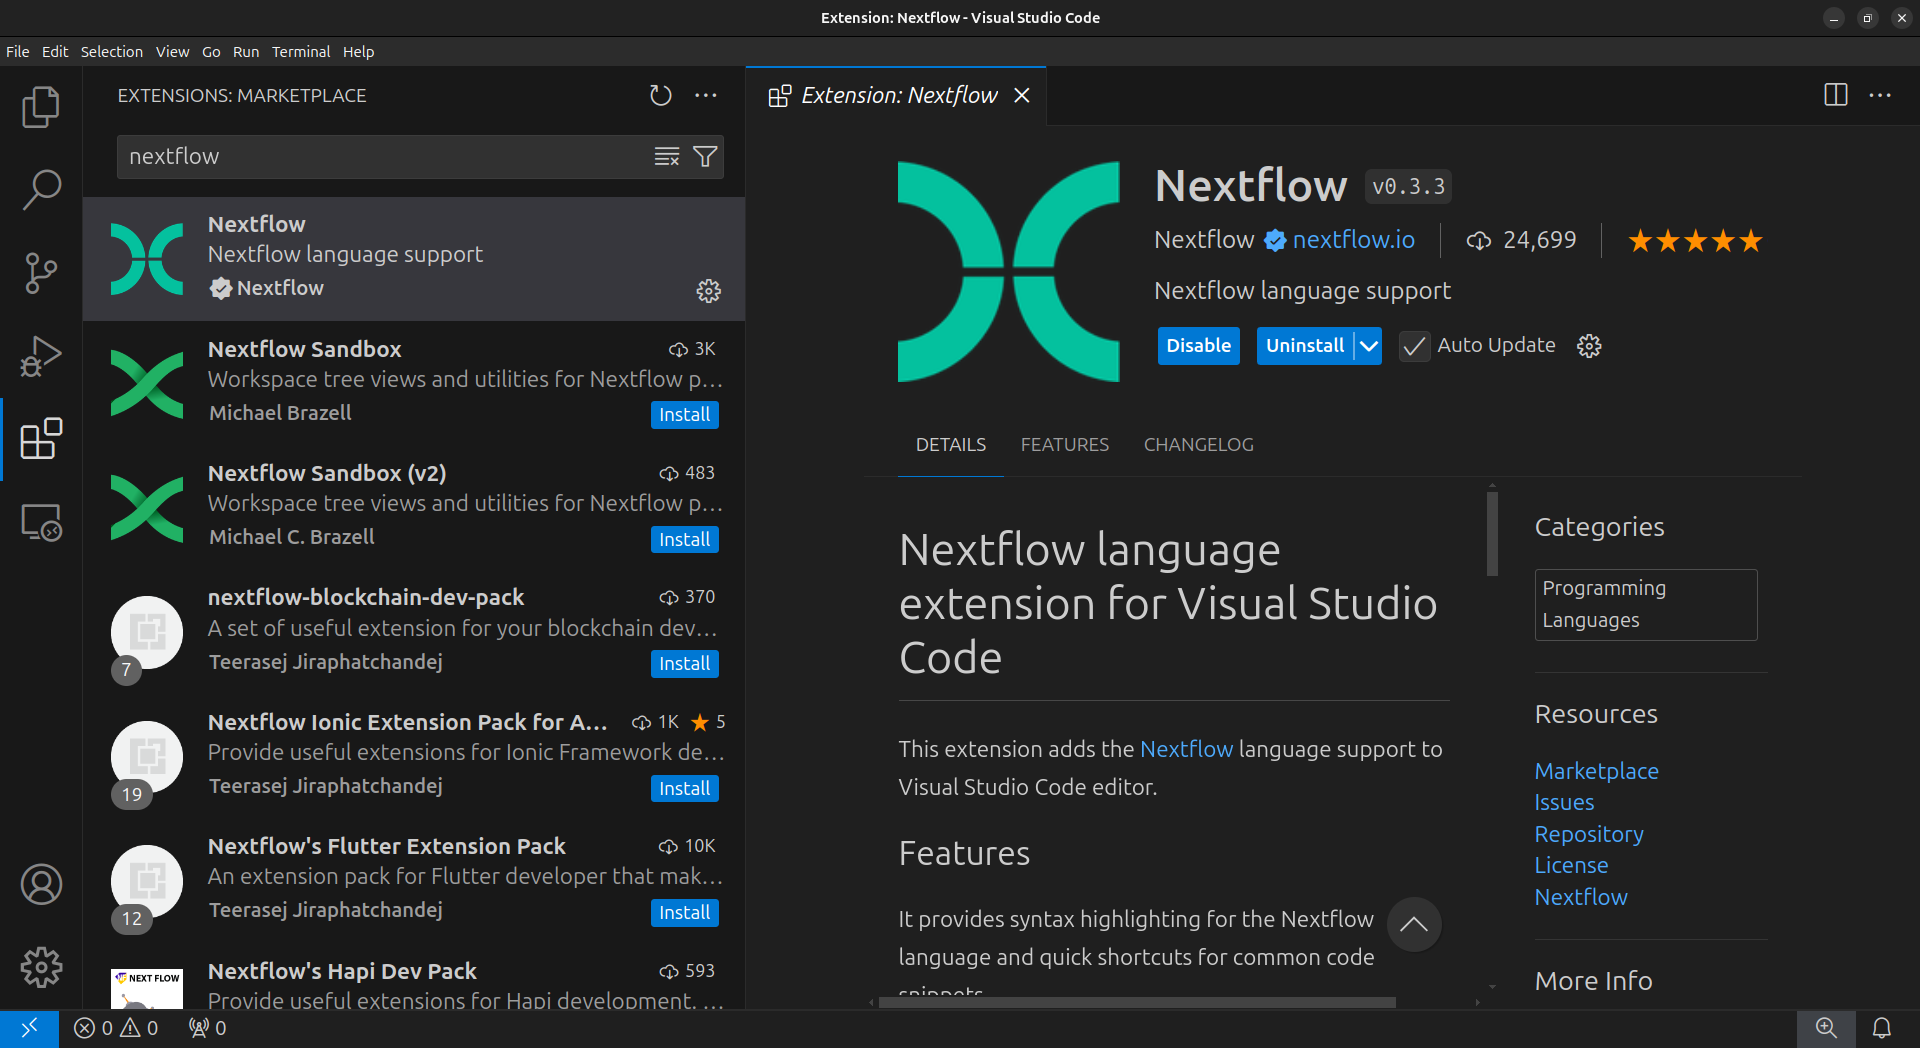 Extension: Nextflow - Visual Studio Code
File Edit Selection View Go Run Terminal Help
EXTENSIONS: MARKETPLACE
nextflow
Nextflow
Nextflow language support
Nextflow
Nextflow Sandbox 3K
Workspace tree views and utilities for Nextflow p...
Michael Brazell Install
Nextflow Sandbox (v2) 483
Workspace tree views and utilities for Nextflow p...
Michael C. Brazell Install
nextflow-blockchain-dev-pack 370
A set of useful extension for your blockchain dev...
7 Teerasej Jiraphatchandej Install
Nextflow Ionic Extension Pack for A... 1K ★ 5
Provide useful extensions for Ionic Framework de...
19 Teerasej Jiraphatchandej Install
Nextflow's Flutter Extension Pack 10K
An extension pack for Flutter developer that mak...
12 Teerasej Jiraphatchandej Install
NEXT FLOW
Nextflow's Hapi Dev Pack 593
Provide useful extensions for Hapi development. ...
Extension: Nextflow
Nextflow v0.3.3
Nextflow nextflow.io 24,699 ★★★★★
Nextflow language support
Disable Uninstall Auto Update
DETAILS FEATURES CHANGELOG
Nextflow language
extension for Visual Studio
Code
This extension adds the Nextflow language support to
Visual Studio Code editor.
Features
It provides syntax highlighting for the Nextflow
language and quick shortcuts for common code
snippets
Categories
Programming
Languages
Resources
Marketplace
Issues
Repository
License
Nextflow
More Info
0 0 0